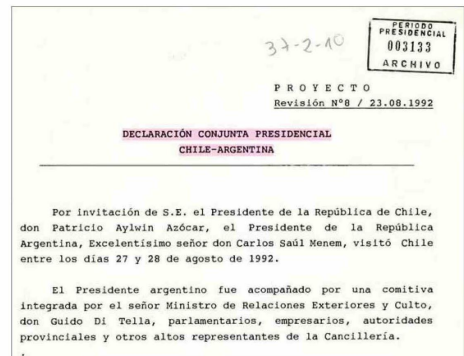 PERIODO
PRESIDENCIAL
003133
ARCHIVO
37-2-10
P R O Y E C T O
Revisión Nº8 / 23.08.1992
DECLARACIÓN CONJUNTA PRESIDENCIAL
CHILE-ARGENTINA
Por invitación de S.E. el Presidente de la República de Chile,
don Patricio Aylwin Azócar, el Presidente de la República
Argentina, Excelentísimo señor don Carlos Saúl Menem, visitó Chile
entre los días 27 y 28 de agosto de 1992.
El Presidente argentino fue acompañado por una comitiva
integrada por el señor Ministro de Relaciones Exteriores y Culto,
don Guido Di Tella, parlamentarios, empresarios, autoridades
provinciales y otros altos representantes de la Cancillería.